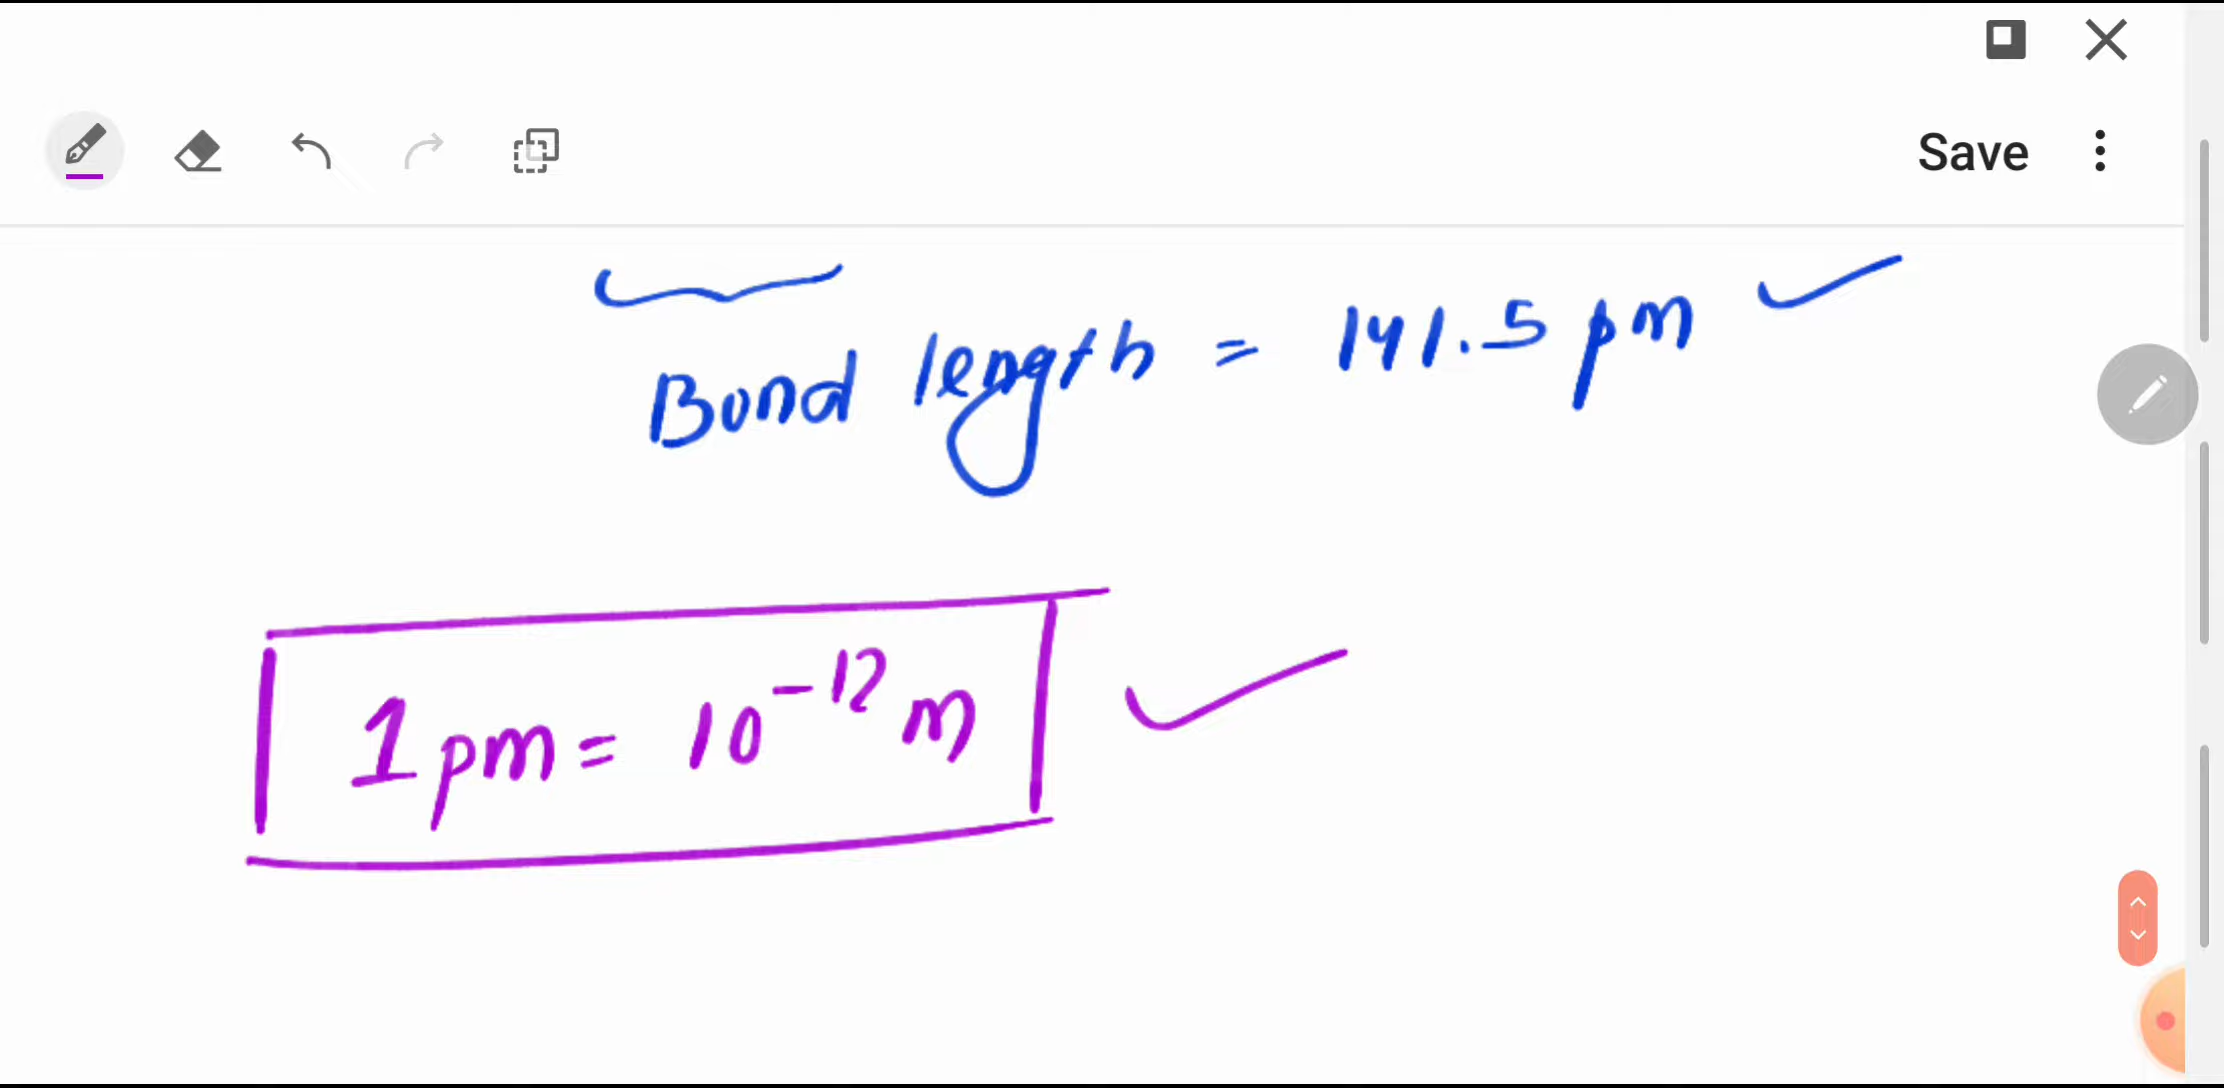 Save
Bond length = 141.5 pm
1 pm = 10⁻¹² m